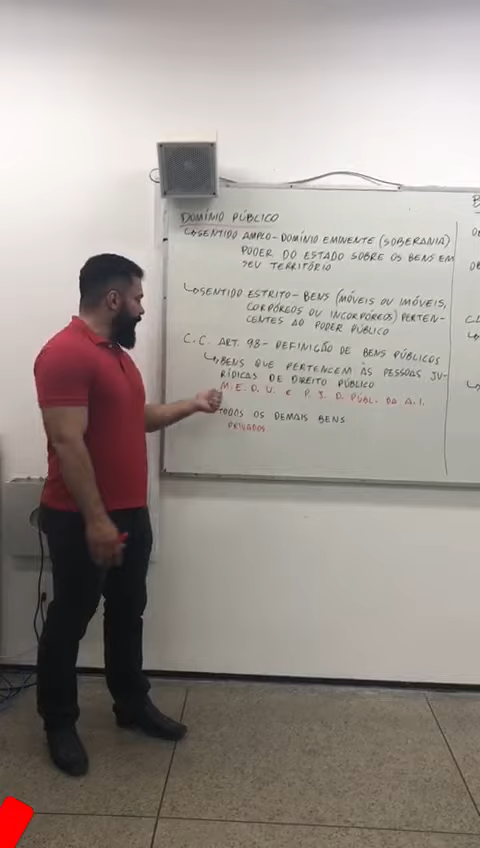 DOMÍNIO PÚBLICO
↳SENTIDO AMPLO - DOMÍNIO EMINENTE (SOBERANIA)
PODER DO ESTADO SOBRE OS BENS EM
SEU TERRITÓRIO
↳SENTIDO ESTRITO - BENS (MÓVEIS OU IMÓVEIS,
CORPÓREOS OU INCORPÓREOS) PERTEN-
CENTES AO PODER PÚBLICO
C.C. ART. 98 - DEFINIÇÃO DE BENS PÚBLICOS
↳BENS QUE PERTENCEM ÀS PESSOAS JU-
RÍDICAS DE DIREITO PÚBLICO
M. E. D. U. E P. J. D. PÚBL. DA A.I.
TODOS OS DEMAIS BENS
PRIVADOS